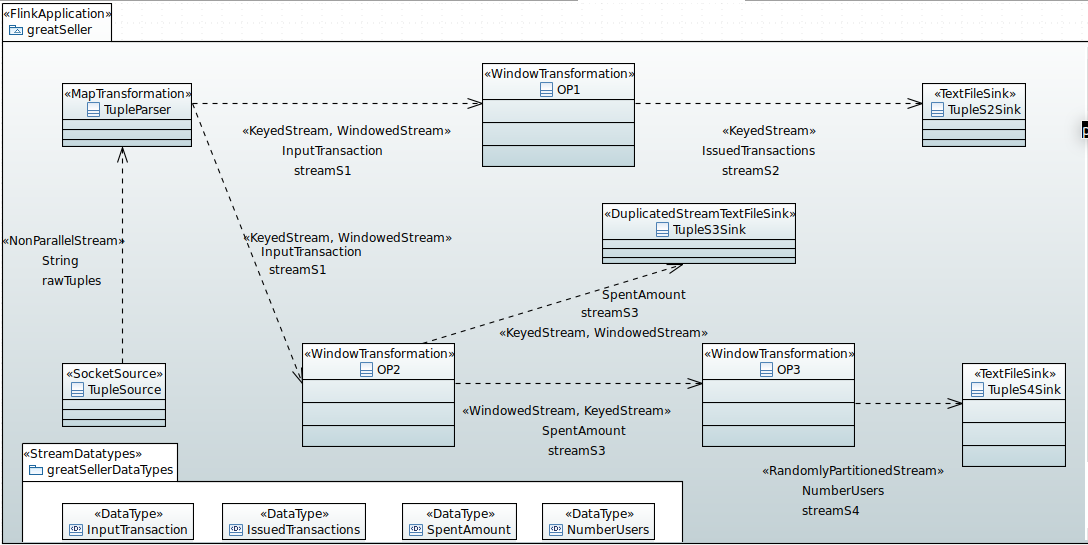 «FlinkApplication»
greatSeller
«MapTransformation»
TupleParser
«WindowTransformation»
OP1
«TextFileSink»
TupleS2Sink
«KeyedStream, WindowedStream»
InputTransaction
streamS1
«KeyedStream»
IssuedTransactions
streamS2
«DuplicatedStreamTextFileSink»
TupleS3Sink
«NonParallelStream»
String
rawTuples
«KeyedStream, WindowedStream»
InputTransaction
streamS1
SpentAmount
streamS3
«KeyedStream, WindowedStream»
«SocketSource»
TupleSource
«WindowTransformation»
OP2
«WindowTransformation»
OP3
«TextFileSink»
TupleS4Sink
«WindowedStream, KeyedStream»
SpentAmount
streamS3
«RandomlyPartitionedStream»
NumberUsers
streamS4
«StreamDatatypes»
greatSellerDataTypes
«DataType»
InputTransaction
«DataType»
IssuedTransactions
«DataType»
SpentAmount
«DataType»
NumberUsers